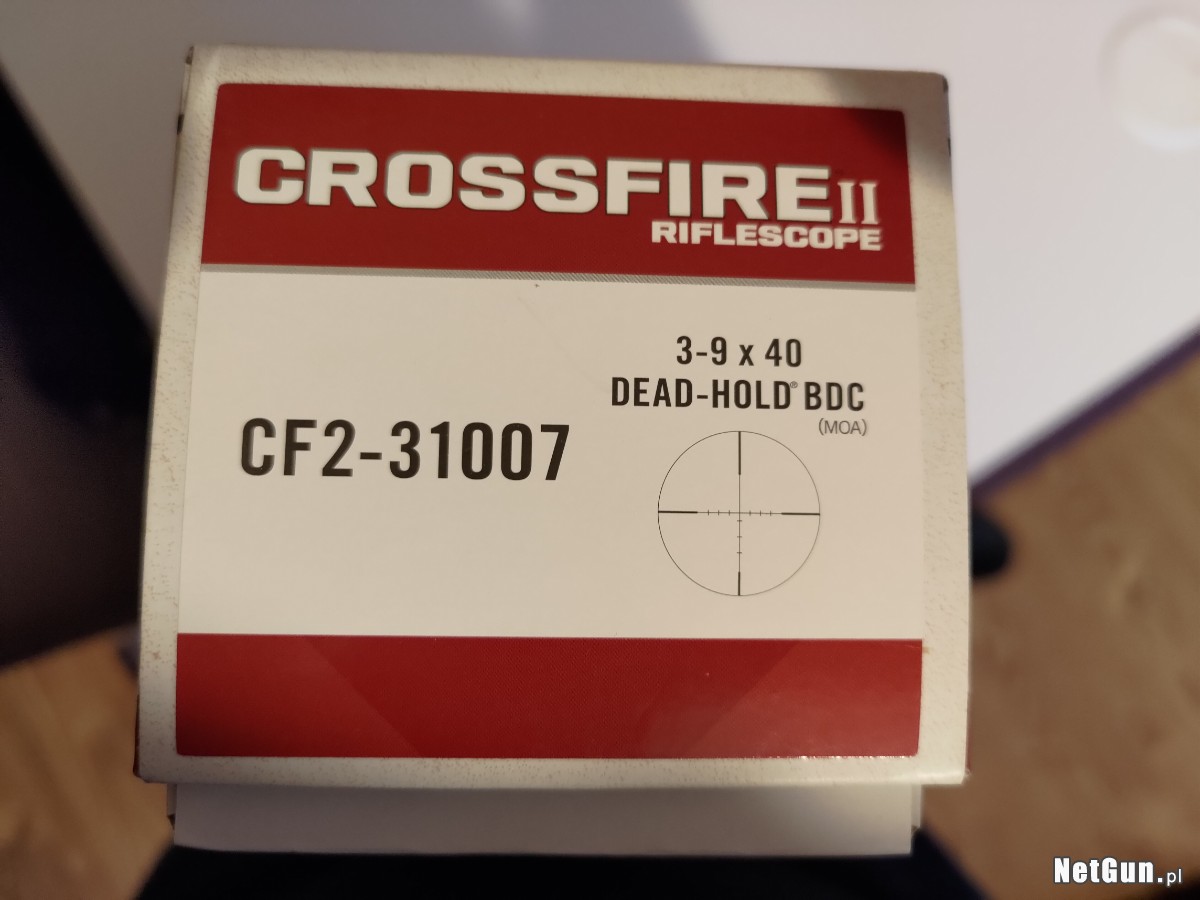 CROSSFIRE II
RIFLESCOPE
3-9 x 40
DEAD-HOLD® BDC
(MOA)
CF2-31007
NetGun.pl